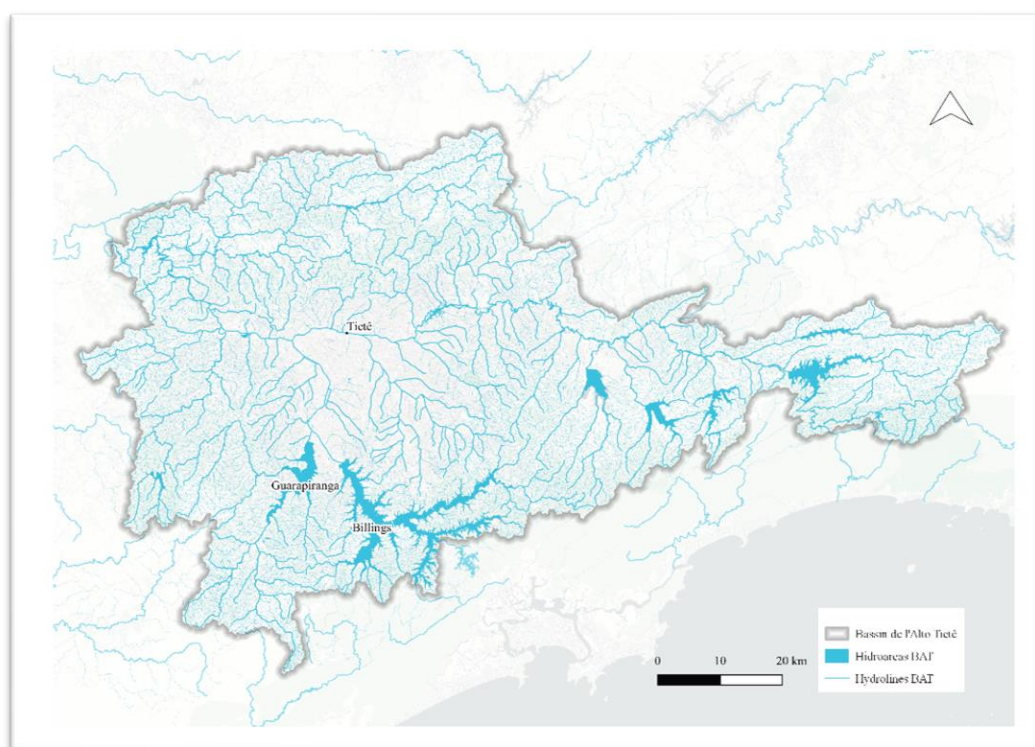 Tietê
Guarapiranga
Billings
0 10 20 km
Bassin de l'Alto Tietê
Hidroareas BAT
Hydrolines BAT